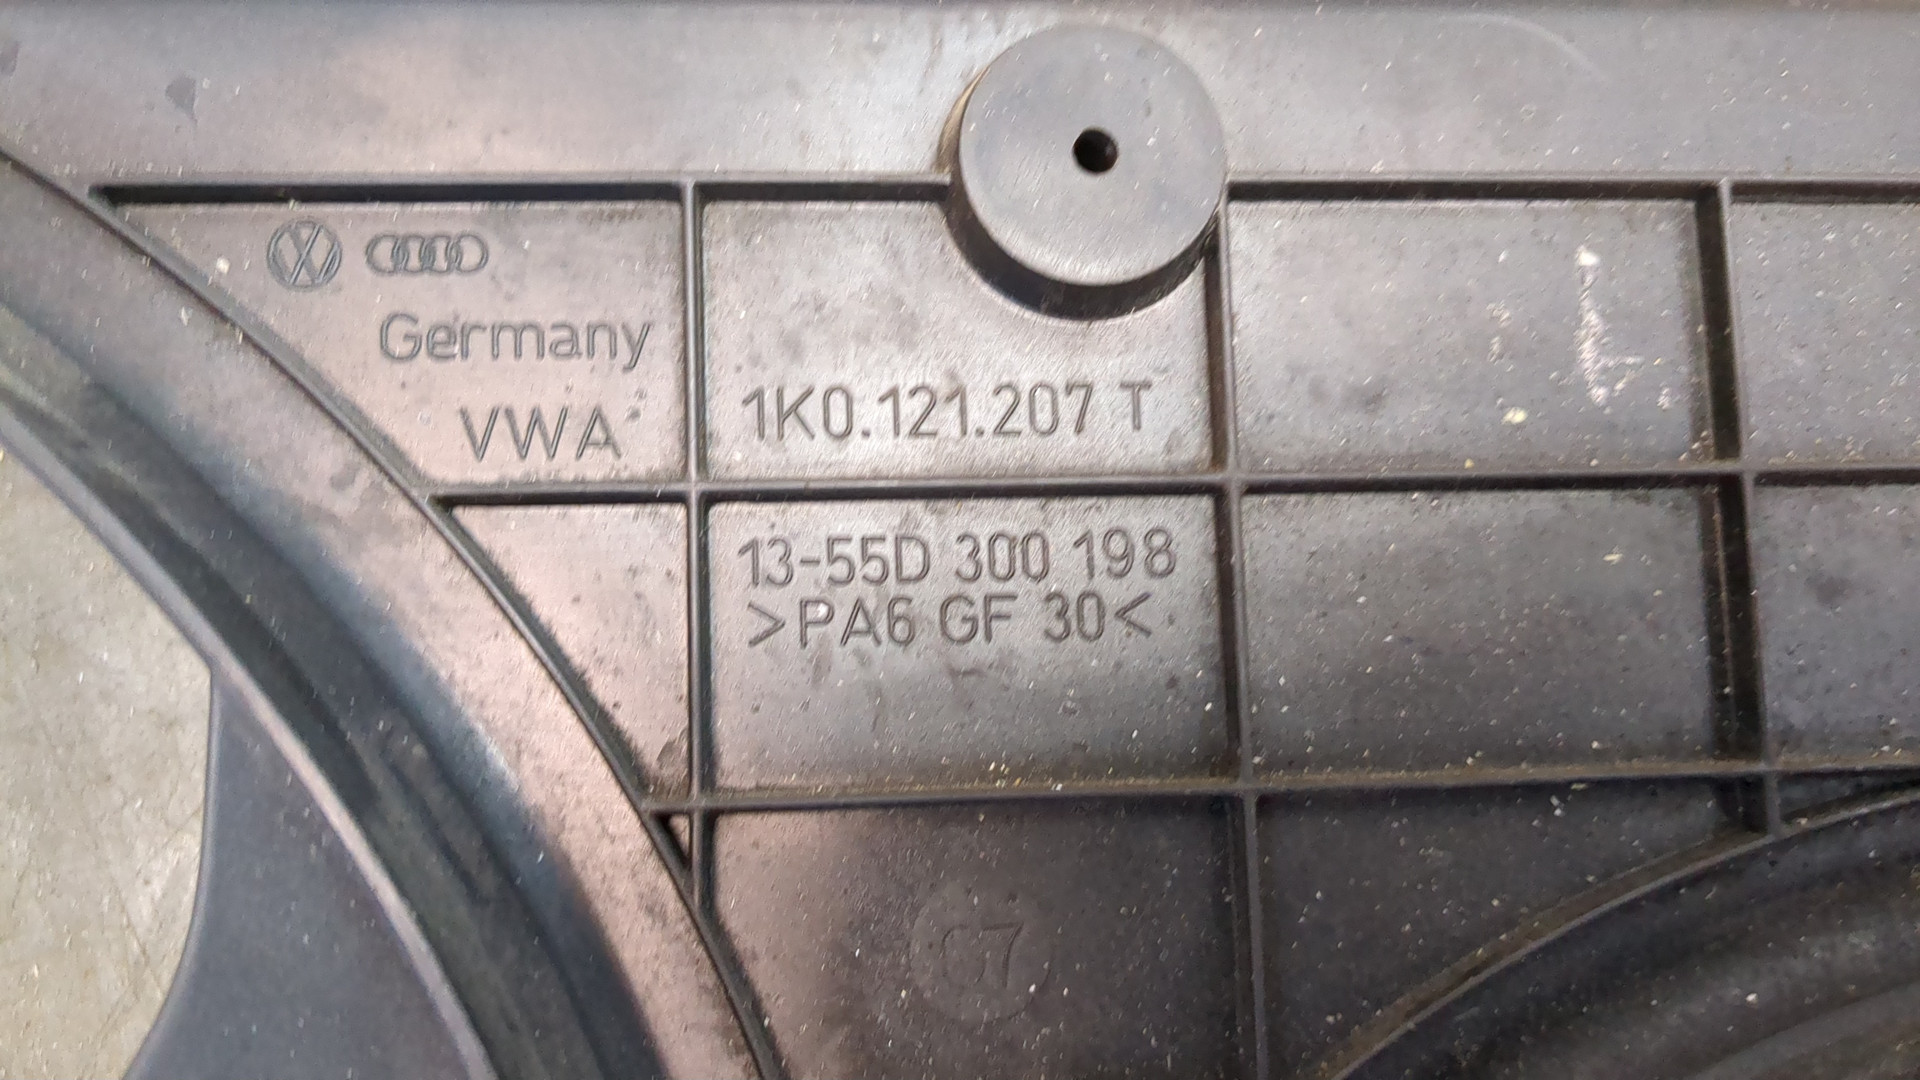 Germany
VWA
1K0.121.207 T
13-55D 300 198
>PA6 GF 30<